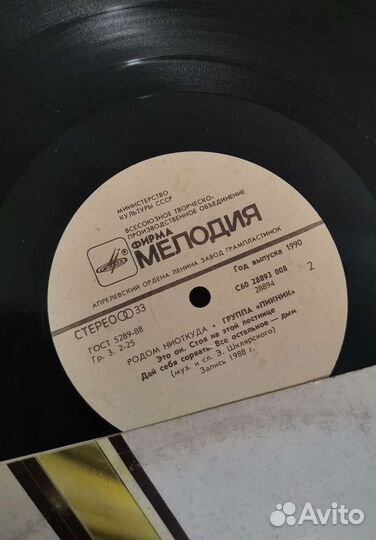 МИНИСТЕРСТВО
КУЛЬТУРЫ СССР
ВСЕСОЮЗНОЕ ТВОРЧЕСКО-
ПРОИЗВОДСТВЕННОЕ ОБЪЕДИНЕНИЕ
ФИРМА
МЕЛОДИЯ
АПРЕЛЕВСКИЙ ОРДЕНА ЛЕНИНА ЗАВОД ГРАМПЛАСТИНОК
СТЕРЕО 33
Год выпуска 1990
ГОСТ 5289-88
Гр. 3. 2-25
С60 28893 008
28894
2
РОДОМ НИОТКУДА · ГРУППА «ПИКНИК»
Это он. Стоя на этой лестнице
Дай себя сорвать. Все остальное — дым
(муз. и сл. Э. Шклярского)
Запись 1988 г.
Avito